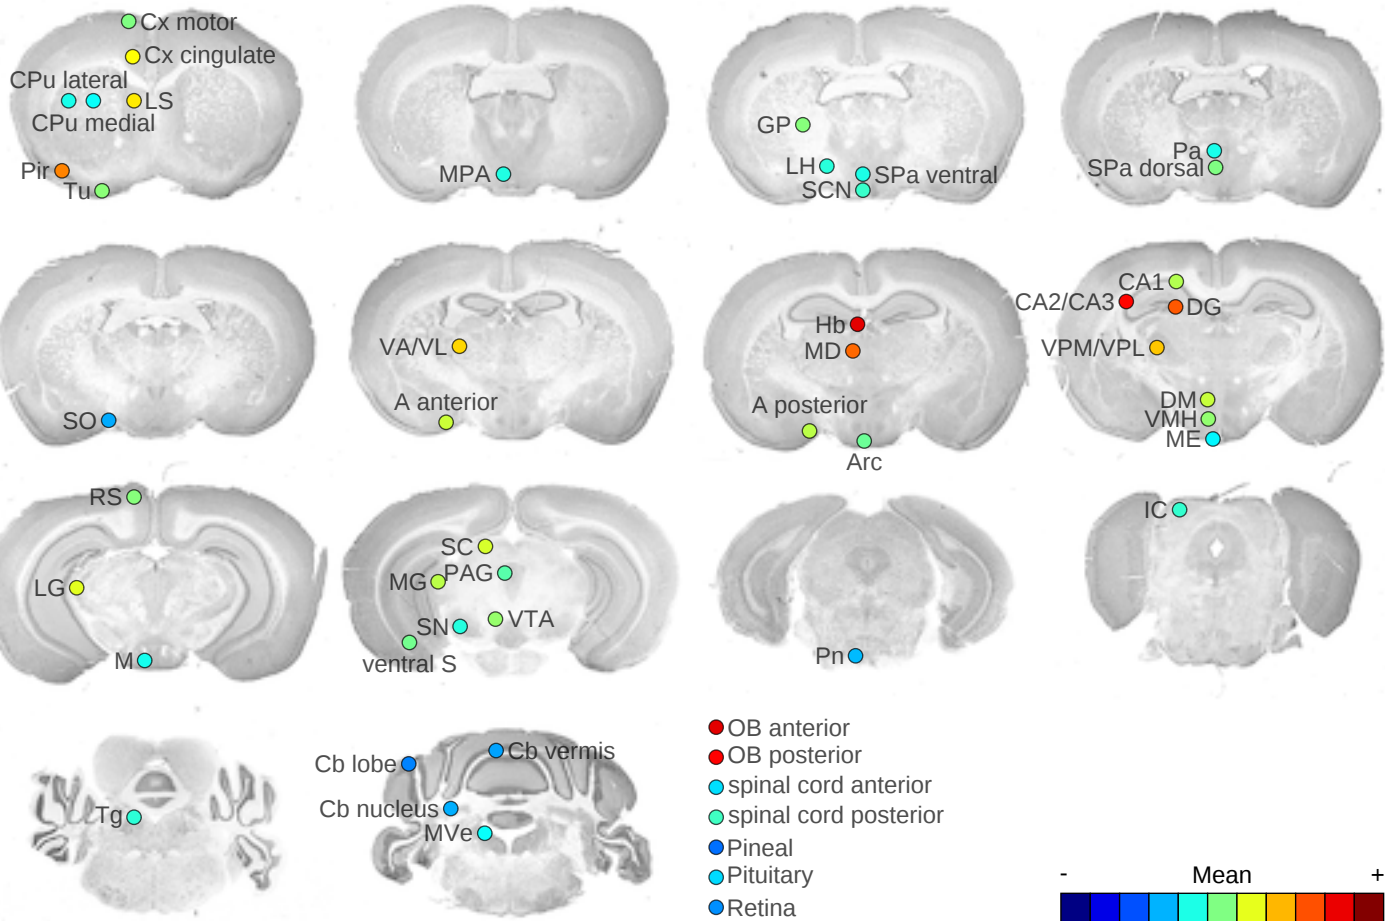 Cx motor
Cx cingulate
CPu lateral
LS
CPu medial
Pir
Tu
MPA
GP
LH
SPa ventral
SCN
Pa
SPa dorsal
SO
VA/VL
A anterior
Hb
MD
A posterior
Arc
CA1
CA2/CA3
DG
VPM/VPL
DM
VMH
ME
RS
LG
M
SC
MG
PAG
SN
VTA
ventral S
Pn
IC
Tg
Cb lobe
Cb vermis
Cb nucleus
MVe
OB anterior
OB posterior
spinal cord anterior
spinal cord posterior
Pineal
Pituitary
Retina
- Mean +